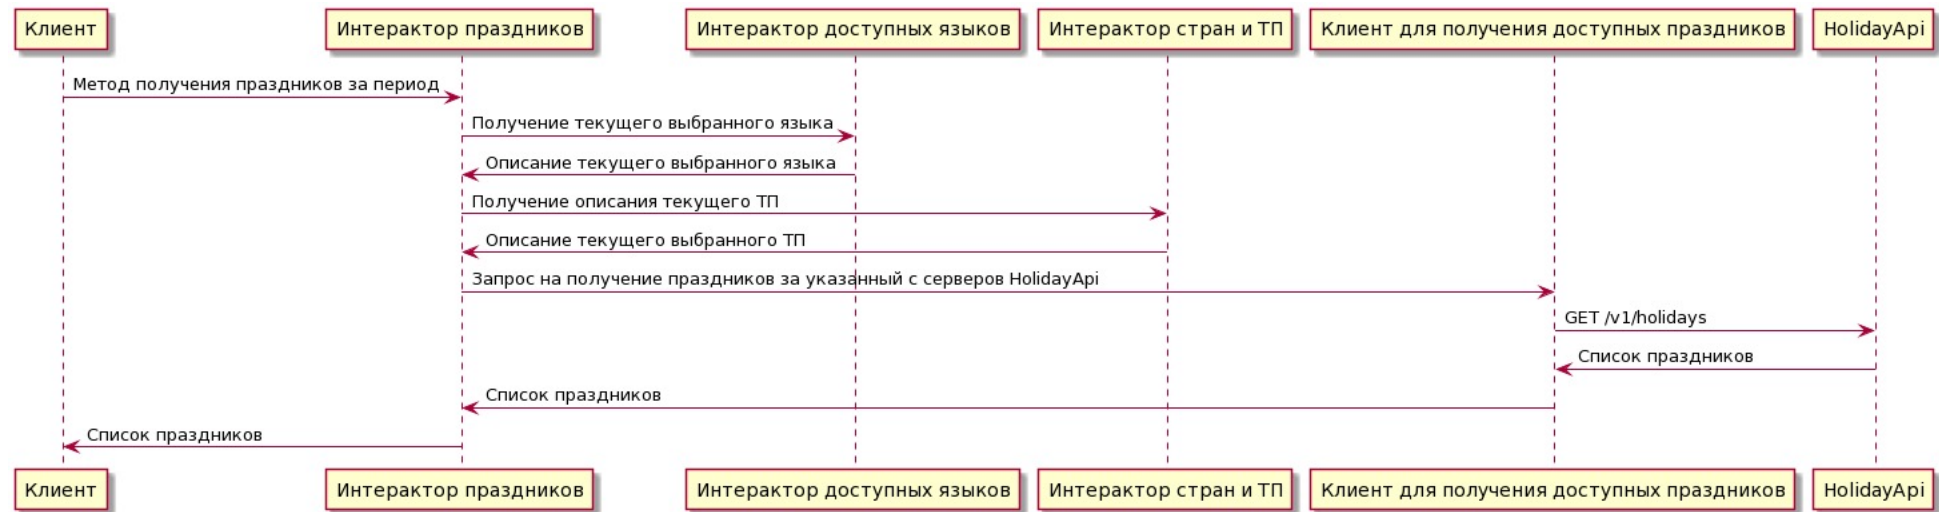 Клиент
Интерактор праздников
Интерактор доступных языков
Интерактор стран и ТП
Клиент для получения доступных праздников
HolidayApi
Метод получения праздников за период
Получение текущего выбранного языка
Описание текущего выбранного языка
Получение описания текущего ТП
Описание текущего выбранного ТП
Запрос на получение праздников за указанный с серверов HolidayApi
GET /v1/holidays
Список праздников
Список праздников
Список праздников
Клиент
Интерактор праздников
Интерактор доступных языков
Интерактор стран и ТП
Клиент для получения доступных праздников
HolidayApi